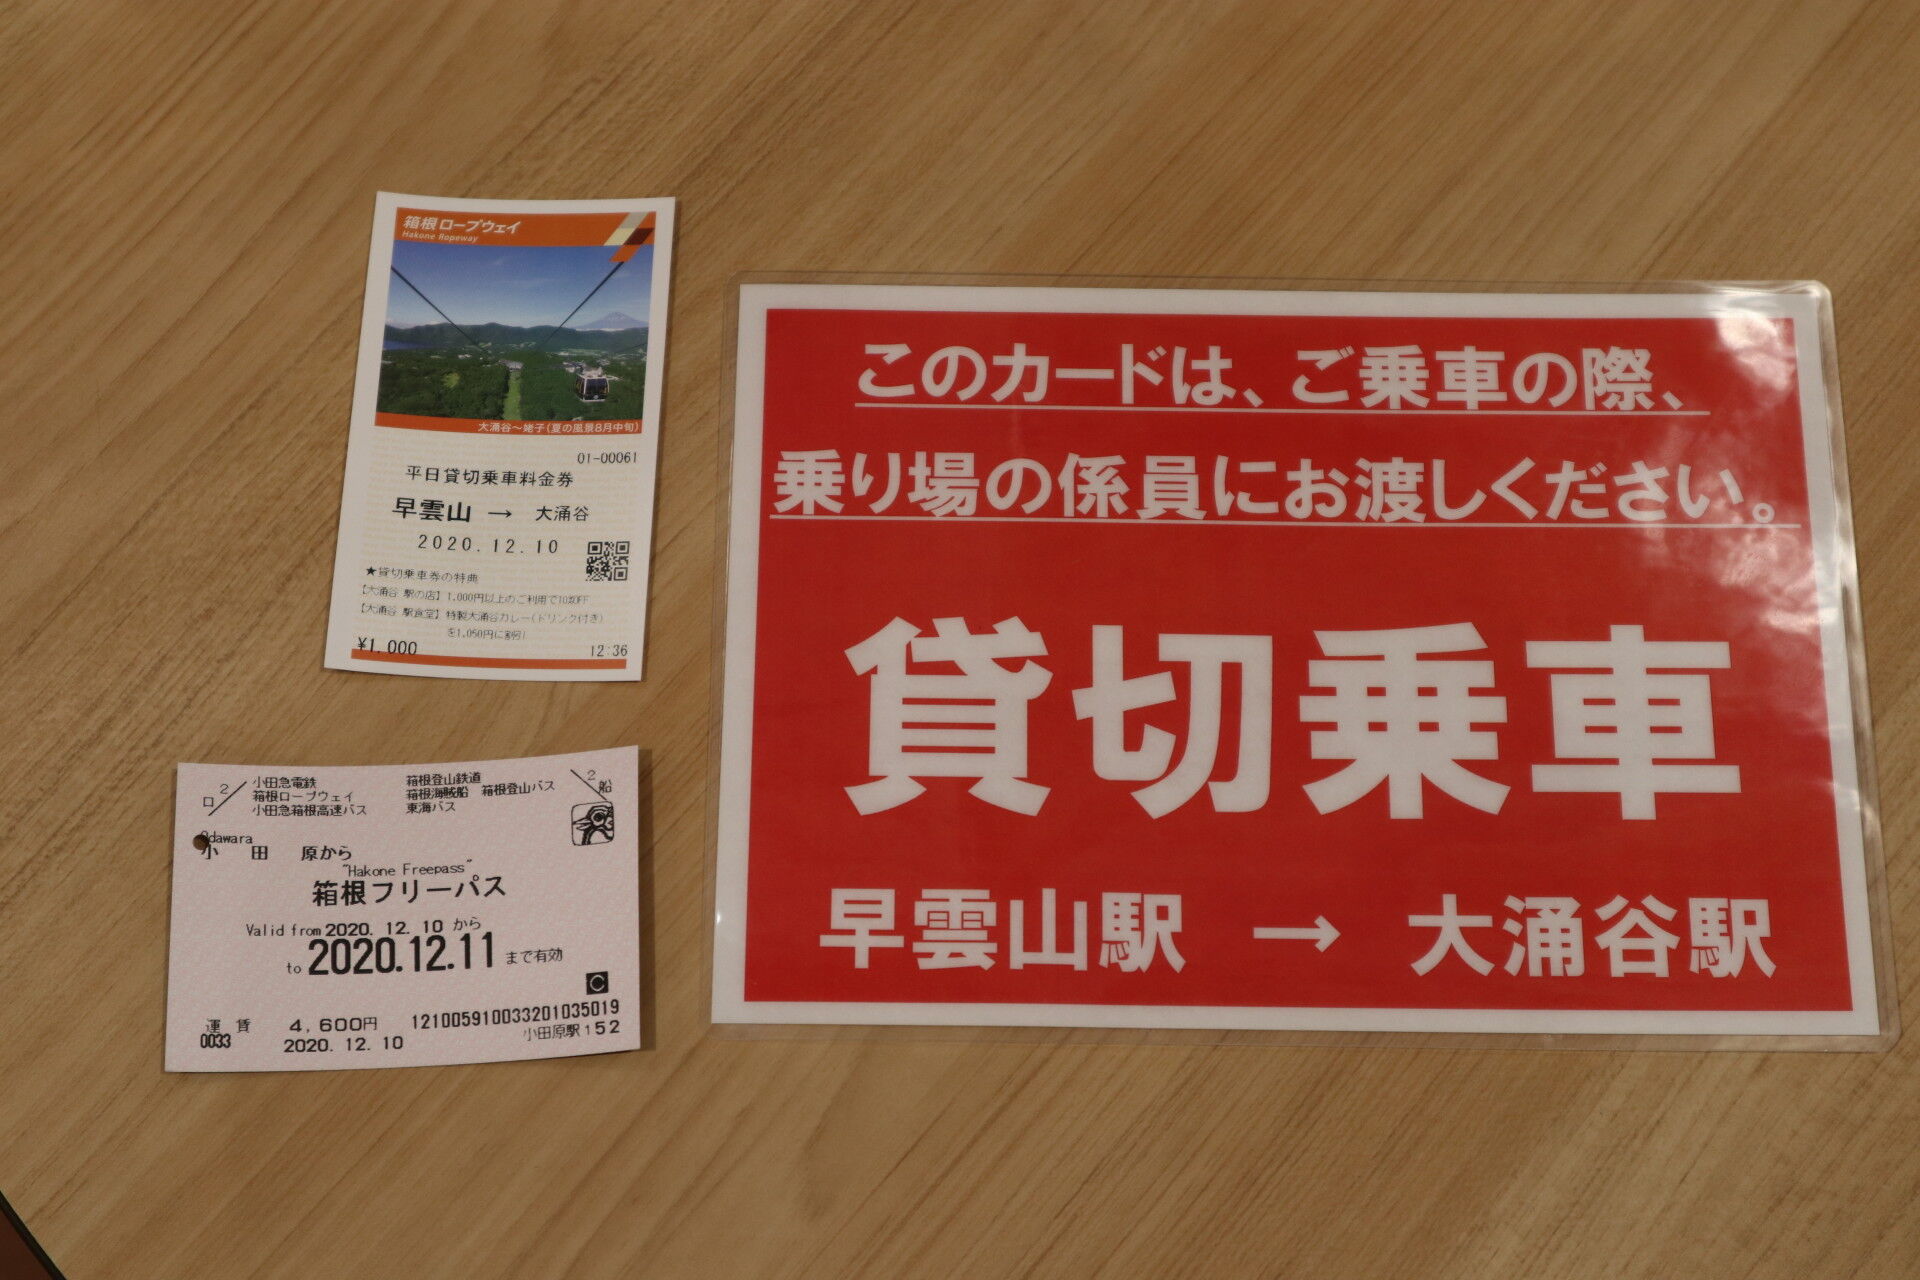 箱根ロープウェイ
Hakone Ropeway
大涌谷〜姥子(夏の風景8月中旬)
01-00061
平日貸切乗車料金券
早雲山 → 大涌谷
2020.12.10
★貸切乗車券の特典
【大涌谷 駅の店】1,000円以上のご利用で10%OFF
【大涌谷 駅食堂】特製大涌谷カレー(ドリンク付き)
を1,050円に割引
¥1,000 12:36
口 2 小田急電鉄 箱根登山鉄道 2 船
箱根ロープウェイ 箱根海賊船 箱根登山バス
小田急箱根高速バス 東海バス
Odawara
小田原から
"Hakone Freepass"
箱根フリーパス
Valid from 2020.12.10 から
to 2020.12.11 まで有効
C
運賃 4,600円 121005910033201035019
0033 2020.12.10 小田原駅152
このカードは、ご乗車の際、
乗り場の係員にお渡しください。
貸切乗車
早雲山駅 → 大涌谷駅